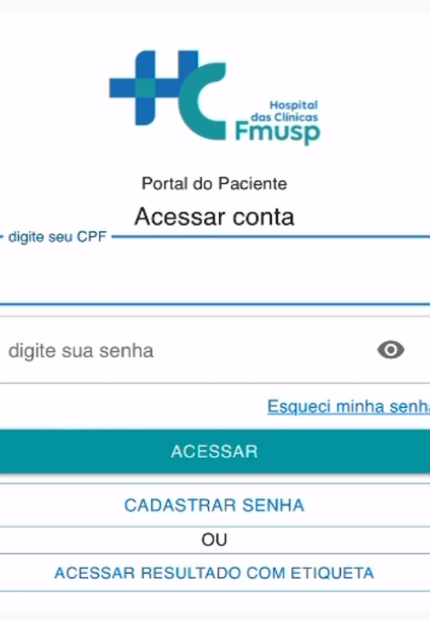 HC
Hospital
das Clínicas
Fmusp
Portal do Paciente
Acessar conta
digite seu CPF
digite sua senha
Esqueci minha senha
ACESSAR
CADASTRAR SENHA
OU
ACESSAR RESULTADO COM ETIQUETA